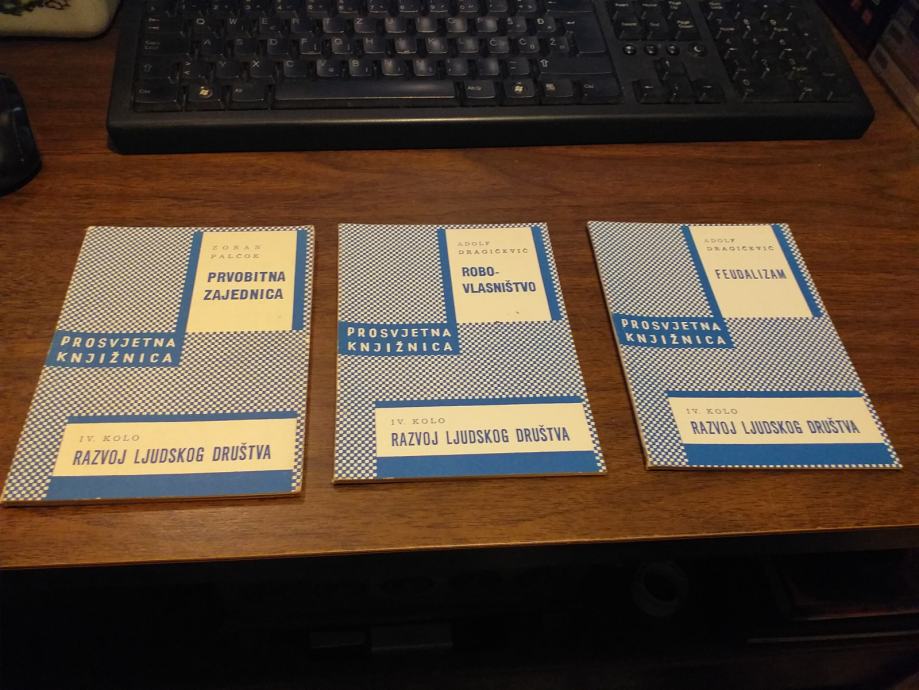 ZORAN
PALČOK
PRVOBITNA
ZAJEDNICA
PROSVJETNA
KNJIŽNICA
IV. KOLO
RAZVOJ LJUDSKOG DRUŠTVA
ADOLF
DRAGIČEVIĆ
ROBO-
VLASNIŠTVO
PROSVJETNA
KNJIŽNICA
IV. KOLO
RAZVOJ LJUDSKOG DRUŠTVA
ADOLF
DRAGIČEVIĆ
FEUDALIZAM
PROSVJETNA
KNJIŽNICA
IV. KOLO
RAZVOJ LJUDSKOG DRUŠTVA